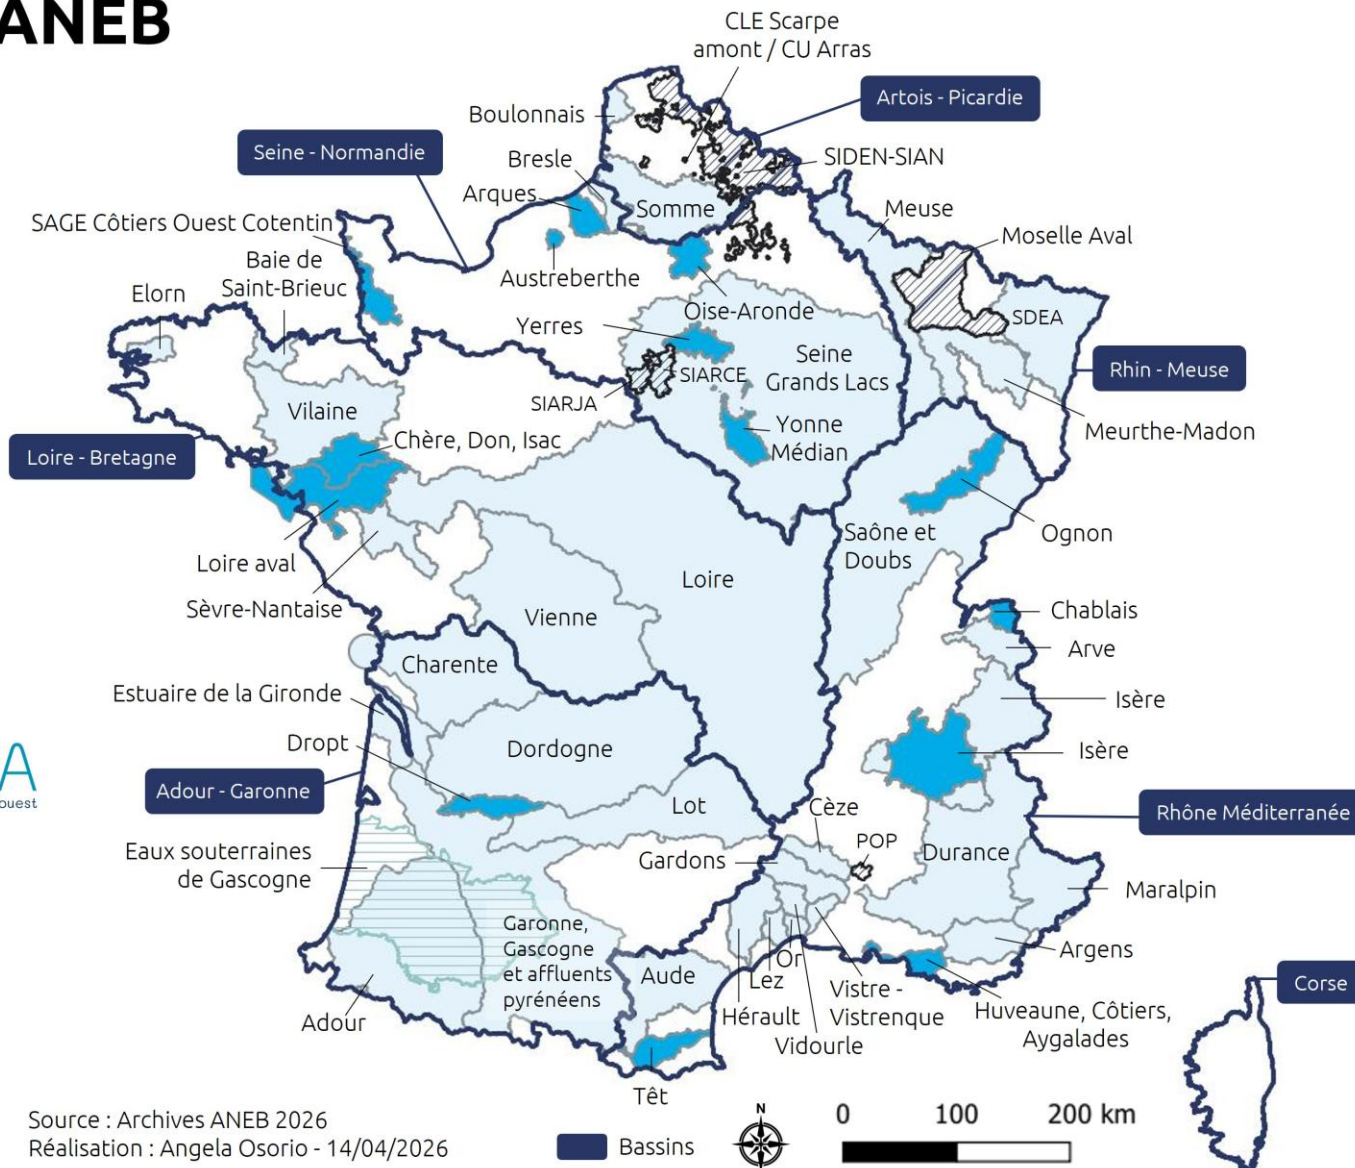 ANEB
CLE Scarpe
amont / CU Arras
Artois - Picardie
Boulonnais
Seine - Normandie
Bresle
SIDEN-SIAN
Arques
Somme
Meuse
SAGE Côtiers Ouest Cotentin
Moselle Aval
Baie de
Saint-Brieuc
Austreberthe
Elorn
Oise-Aronde
SDEA
Yerres
Seine
Grands Lacs
SIARCE
Rhin - Meuse
SIARJA
Vilaine
Yonne
Médian
Meurthe-Madon
Chère, Don, Isac
Loire - Bretagne
Saône et
Doubs
Ognon
Loire aval
Loire
Sèvre-Nantaise
Vienne
Chablais
Arve
Charente
Estuaire de la Gironde
Isère
Dropt
Dordogne
Isère
A
ouest
Adour - Garonne
Lot
Cèze
Rhône Méditerranée
POP
Eaux souterraines
de Gascogne
Gardons
Durance
Maralpin
Garonne,
Gascogne
et affluents
pyrénéens
Argens
Or
Aude
Lez
Corse
Vistre -
Vistrenque
Hérault
Huveaune, Côtiers,
Aygalades
Adour
Vidourle
Têt
Source : Archives ANEB 2026
Réalisation : Angela Osorio - 14/04/2026
Bassins
N
0 100 200 km